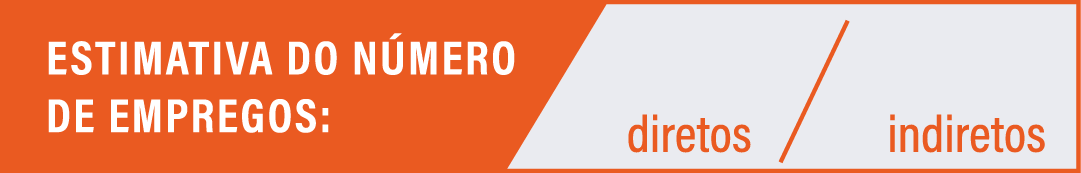 ESTIMATIVA DO NÚMERO
DE EMPREGOS:
diretos / indiretos